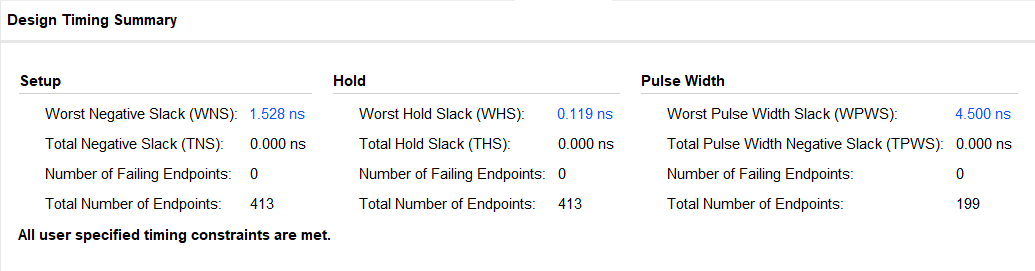 Design Timing Summary
Setup Hold Pulse Width
Worst Negative Slack (WNS): 1.528 ns Worst Hold Slack (WHS): 0.119 ns Worst Pulse Width Slack (WPWS): 4.500 ns
Total Negative Slack (TNS): 0.000 ns Total Hold Slack (THS): 0.000 ns Total Pulse Width Negative Slack (TPWS): 0.000 ns
Number of Failing Endpoints: 0 Number of Failing Endpoints: 0 Number of Failing Endpoints: 0
Total Number of Endpoints: 413 Total Number of Endpoints: 413 Total Number of Endpoints: 199
All user specified timing constraints are met.